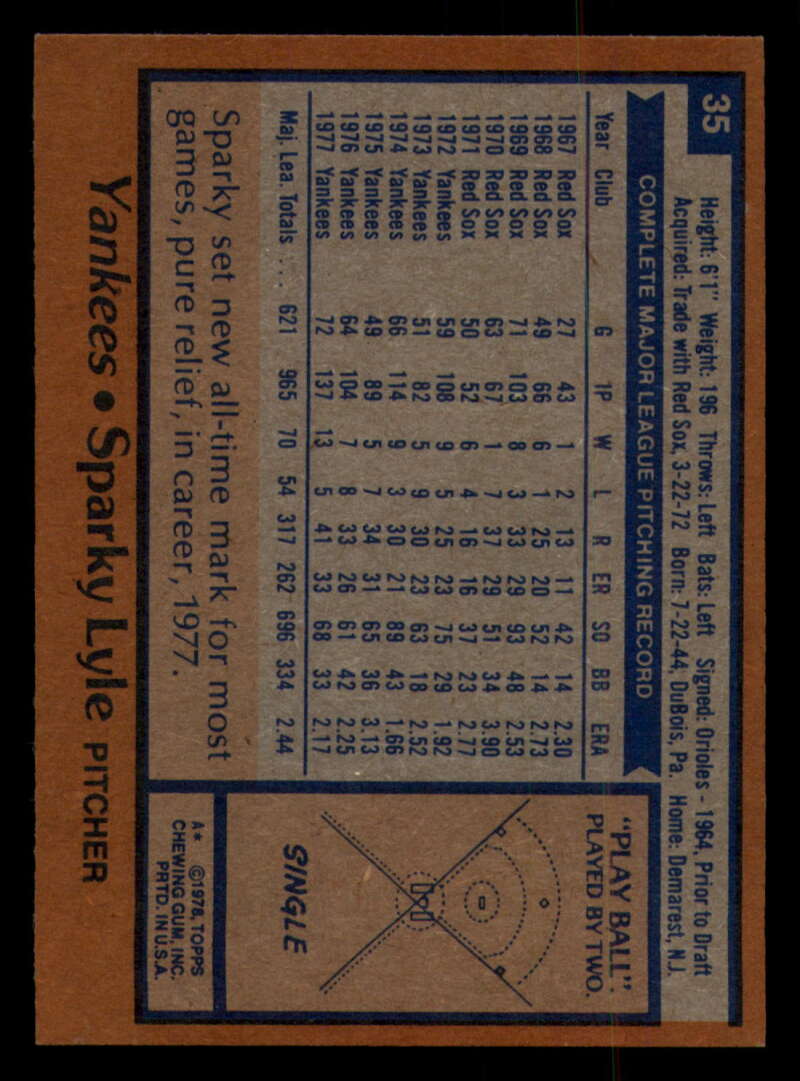 35
Height: 6'1" Weight: 196 Throws: Left Bats: Left Signed: Orioles - 1964, Prior to Draft
Acquired: Trade with Red Sox, 3-22-72 Born: 7-22-44, DuBois, Pa. Home: Demarest, N.J.
COMPLETE MAJOR LEAGUE PITCHING RECORD
Year Club G IP W L R ER SO BB ERA
1967 Red Sox 27 43 1 2 13 11 42 14 2.30
1968 Red Sox 49 66 6 1 25 20 52 14 2.73
1969 Red Sox 71 103 8 3 33 29 93 48 2.53
1970 Red Sox 63 67 1 7 37 29 51 34 3.90
1971 Red Sox 50 52 6 4 16 16 37 23 2.77
1972 Yankees 59 108 9 5 25 23 75 29 1.92
1973 Yankees 51 82 5 9 30 23 63 18 2.52
1974 Yankees 66 114 9 3 30 21 89 43 1.66
1975 Yankees 49 89 5 7 34 31 65 36 3.13
1976 Yankees 64 104 7 8 33 26 61 42 2.25
1977 Yankees 72 137 13 5 41 33 68 33 2.17
Maj. Lea. Totals ... 621 965 70 54 317 262 696 334 2.44
Sparky set new all-time mark for most
games, pure relief, in career, 1977.
"PLAY BALL".
PLAYED BY TWO.
SINGLE
A* ©1978, TOPPS
CHEWING GUM, INC.
PRTD. IN U.S.A.
Yankees • Sparky Lyle PITCHER